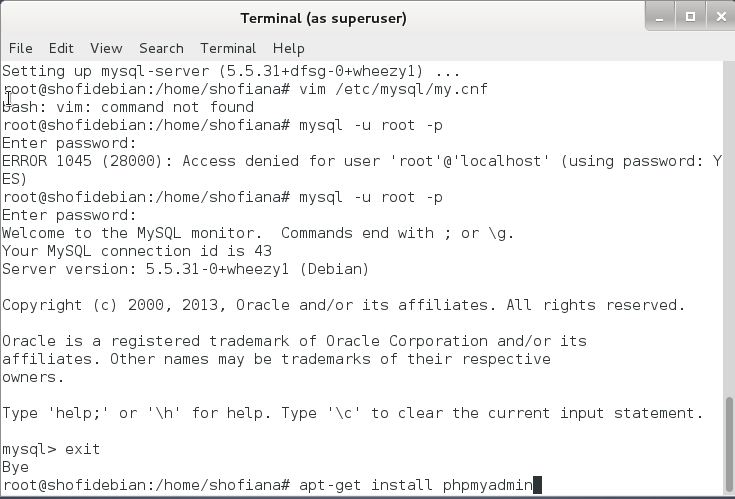 Terminal (as superuser)
File Edit View Search Terminal Help
Setting up mysql-server (5.5.31+dfsg-0+wheezy1) ...
root@shofidebian:/home/shofiana# vim /etc/mysql/my.cnf
bash: vim: command not found
root@shofidebian:/home/shofiana# mysql -u root -p
Enter password:
ERROR 1045 (28000): Access denied for user 'root'@'localhost' (using password: Y
ES)
root@shofidebian:/home/shofiana# mysql -u root -p
Enter password:
Welcome to the MySQL monitor.  Commands end with ; or \g.
Your MySQL connection id is 43
Server version: 5.5.31-0+wheezy1 (Debian)
Copyright (c) 2000, 2013, Oracle and/or its affiliates. All rights reserved.
Oracle is a registered trademark of Oracle Corporation and/or its
affiliates. Other names may be trademarks of their respective
owners.
Type 'help;' or '\h' for help. Type '\c' to clear the current input statement.
mysql> exit
Bye
root@shofidebian:/home/shofiana# apt-get install phpmyadmin